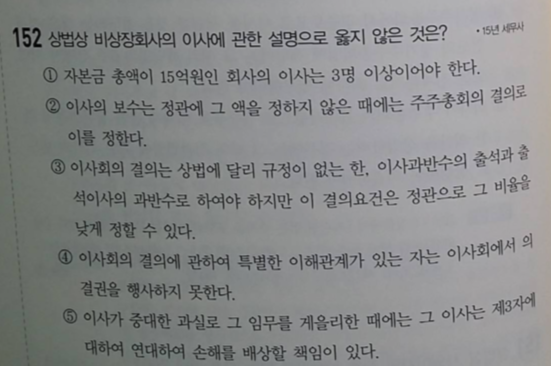 152 상법상 비상장회사의 이사에 관한 설명으로 옳지 않은 것은?
• 15년 세무사
① 자본금 총액이 15억원인 회사의 이사는 3명 이상이어야 한다.
② 이사의 보수는 정관에 그 액을 정하지 않은 때에는 주주총회의 결의로
이를 정한다.
③ 이사회의 결의는 상법에 달리 규정이 없는 한, 이사과반수의 출석과 출
석이사의 과반수로 하여야 하지만 이 결의요건은 정관으로 그 비율을
낮게 정할 수 있다.
④ 이사회의 결의에 관하여 특별한 이해관계가 있는 자는 이사회에서 의
결권을 행사하지 못한다.
⑤ 이사가 중대한 과실로 그 임무를 게을리한 때에는 그 이사는 제3자에
대하여 연대하여 손해를 배상할 책임이 있다.